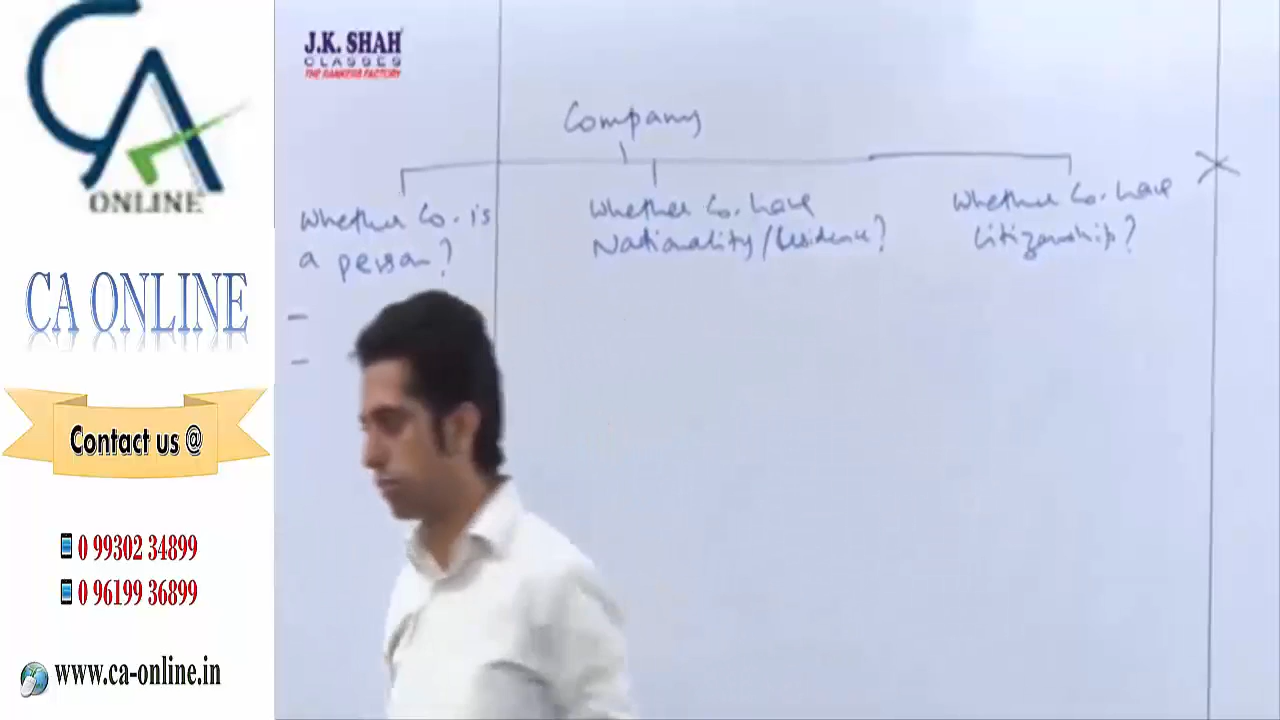 CA
ONLINE
CA ONLINE
Contact us @
0 99302 34899
0 96199 36899
www.ca-online.in
J.K. SHAH
CLASSES
THE RANKERS FACTORY
Company
Whether Co. is
a person?
Whether Co. have
Nationality/Residence?
Whether Co. have
Citizenship?